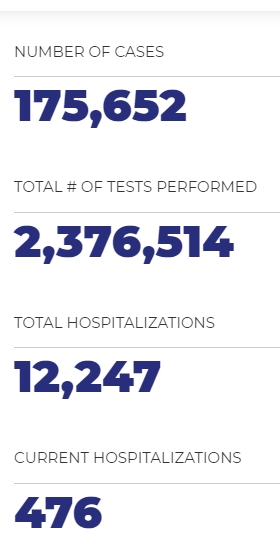 NUMBER OF CASES
175,652
TOTAL # OF TESTS PERFORMED
2,376,514
TOTAL HOSPITALIZATIONS
12,247
CURRENT HOSPITALIZATIONS
476